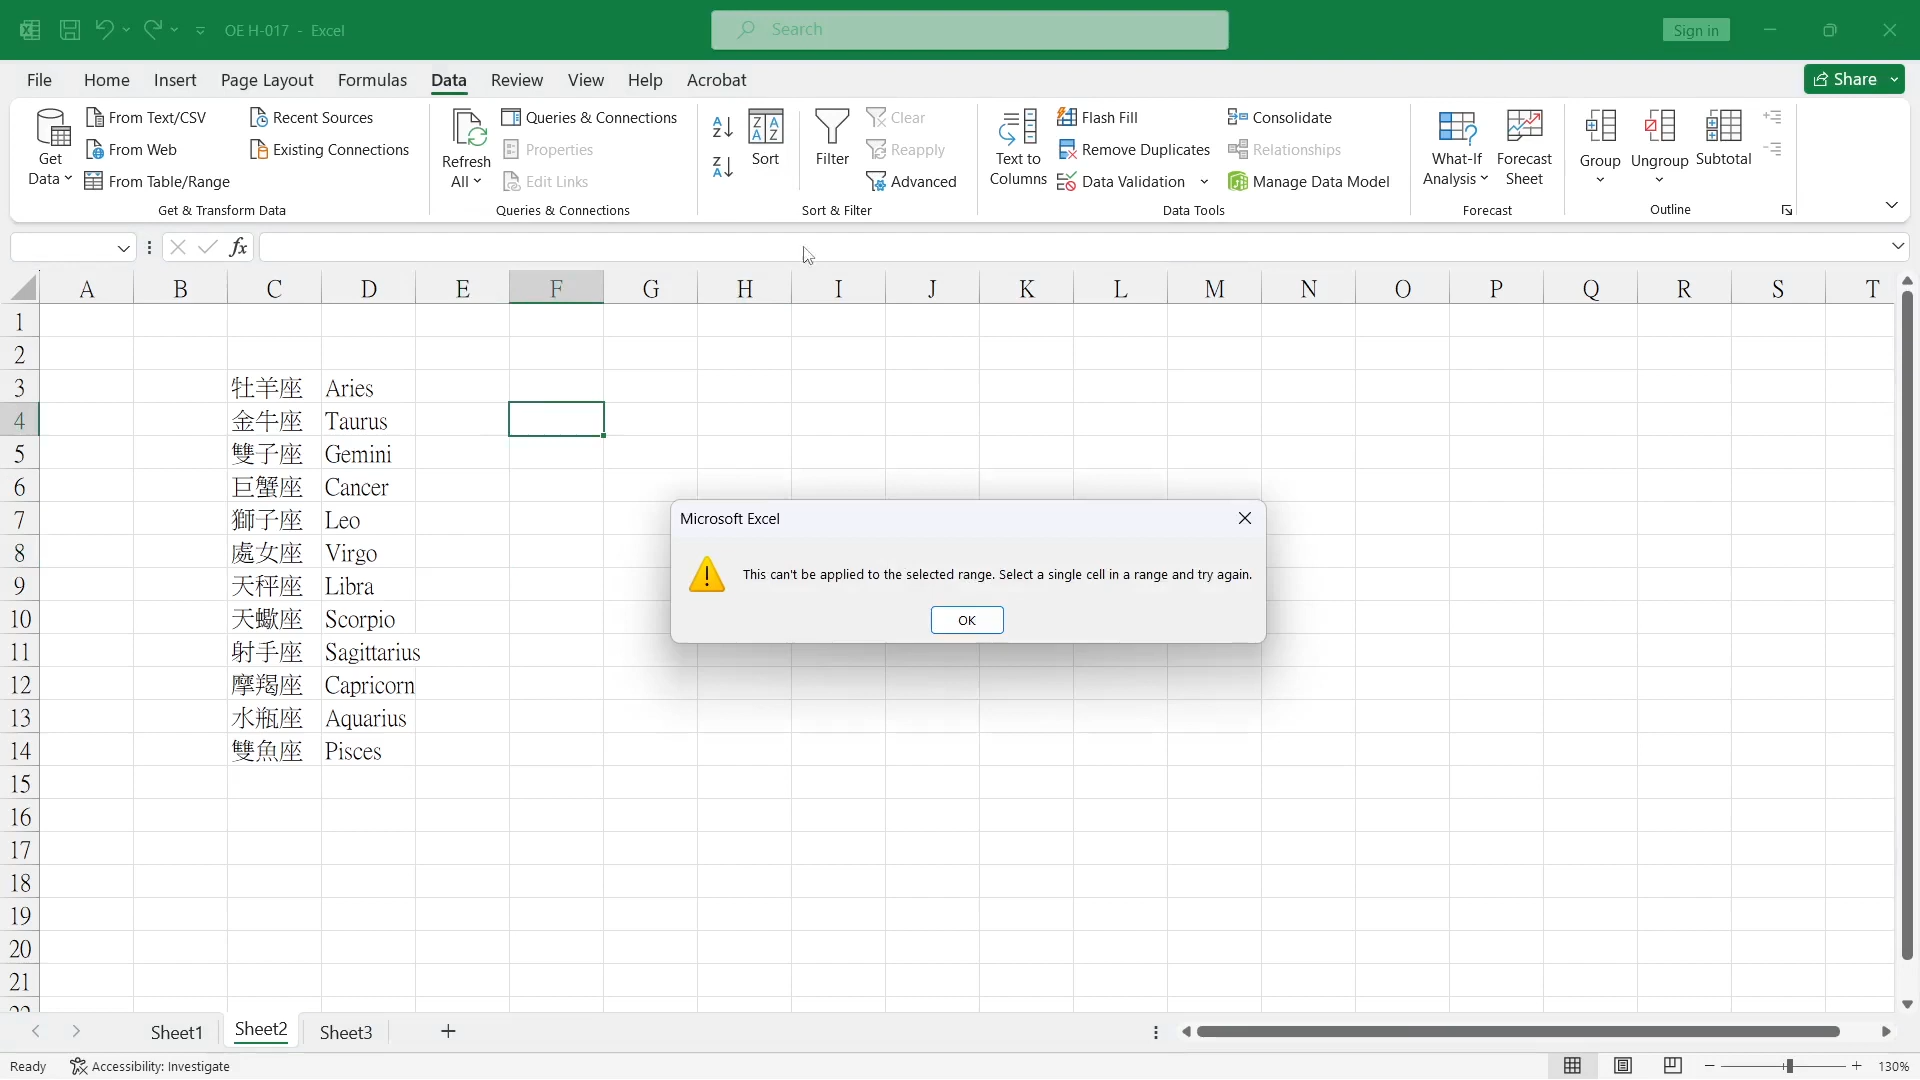 OE H-017 - Excel
Search
Sign in
File Home Insert Page Layout Formulas Data Review View Help Acrobat
Share
Get Data
From Text/CSV
From Web
From Table/Range
Recent Sources
Existing Connections
Get & Transform Data
Refresh All
Queries & Connections
Properties
Edit Links
Queries & Connections
Sort
Filter
Clear
Reapply
Advanced
Sort & Filter
Text to Columns
Flash Fill
Remove Duplicates
Data Validation
Consolidate
Relationships
Manage Data Model
Data Tools
What-If Analysis
Forecast Sheet
Forecast
Group
Ungroup
Subtotal
Outline
fx
A B C D E F G H I J K L M N O P Q R S T
1
2
3 牡羊座 Aries
4 金牛座 Taurus
5 雙子座 Gemini
6 巨蟹座 Cancer
7 獅子座 Leo
8 處女座 Virgo
9 天秤座 Libra
10 天蠍座 Scorpio
11 射手座 Sagittarius
12 摩羯座 Capricorn
13 水瓶座 Aquarius
14 雙魚座 Pisces
15
16
17
18
19
20
21
22
Microsoft Excel
This can't be applied to the selected range. Select a single cell in a range and try again.
OK
Sheet1 Sheet2 Sheet3
Ready
Accessibility: Investigate
130%